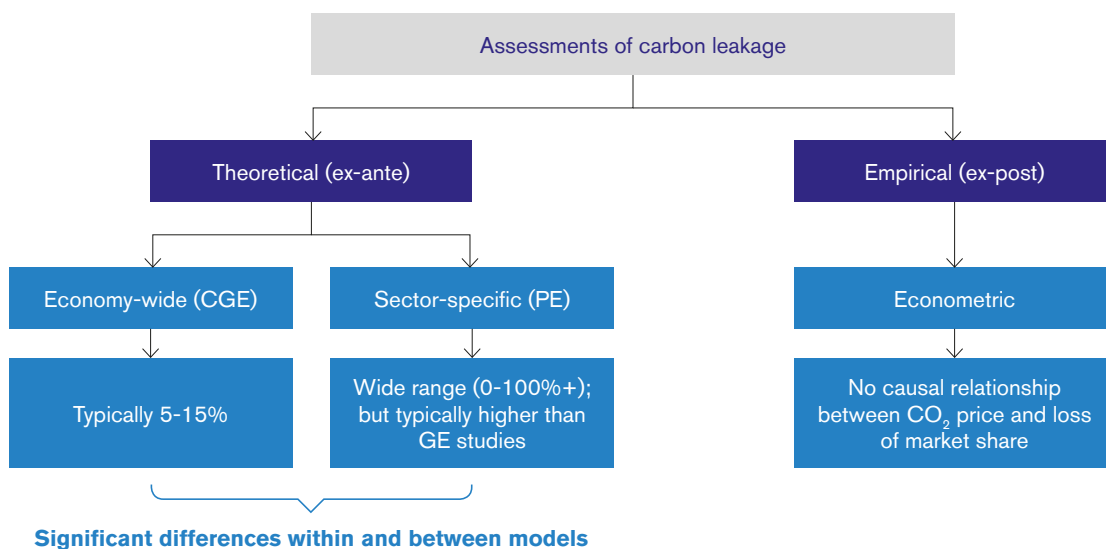 Assessments of carbon leakage
Theoretical (ex-ante)
Empirical (ex-post)
Economy-wide (CGE)
Sector-specific (PE)
Econometric
Typically 5-15%
Wide range (0-100%+);
but typically higher than
GE studies
No causal relationship
between CO₂ price and loss
of market share
Significant differences within and between models